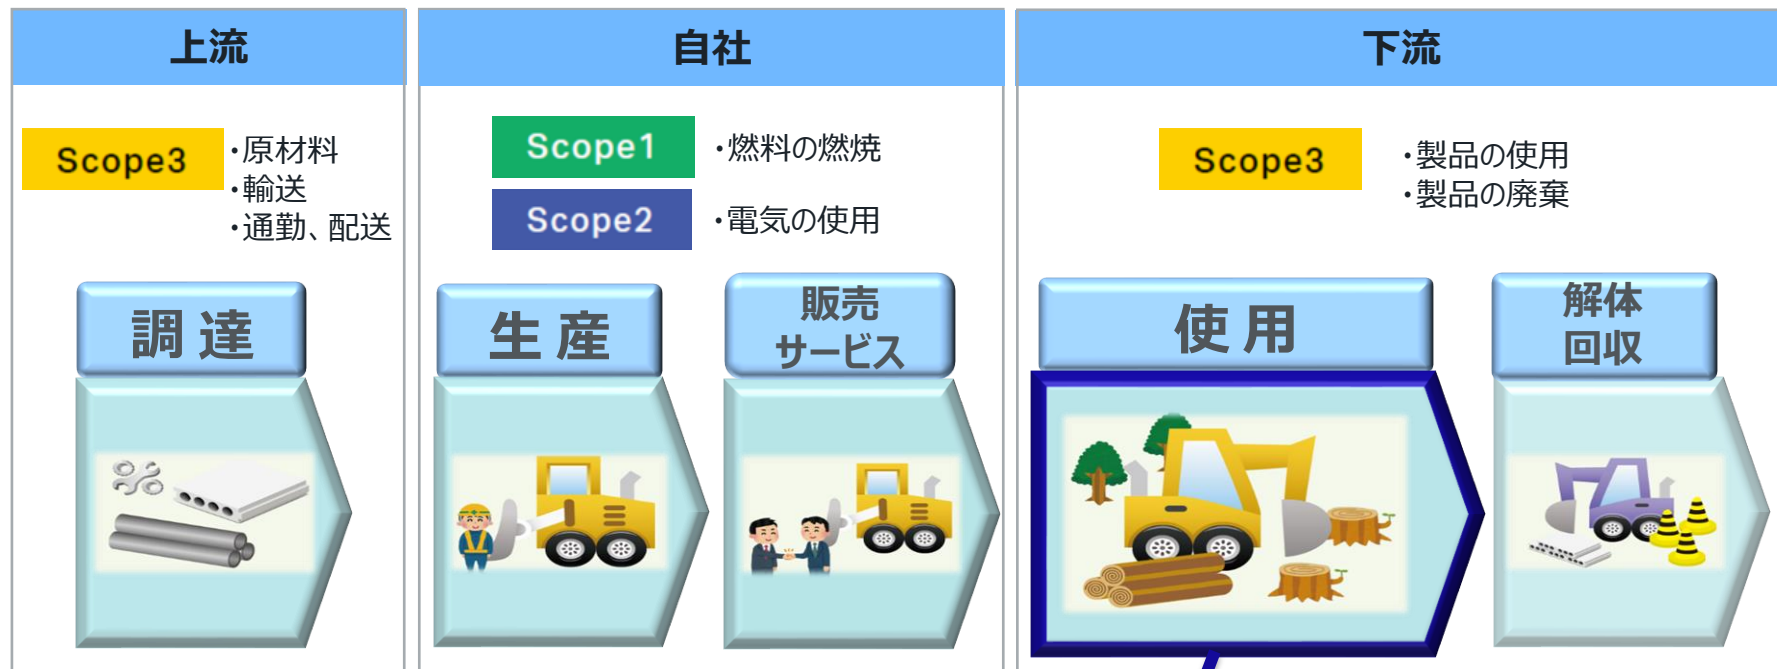 上流
Scope3
・原材料
・輸送
・通勤、配送
調達
自社
Scope1
・燃料の燃焼
Scope2
・電気の使用
生産
販売
サービス
下流
Scope3
・製品の使用
・製品の廃棄
使用
解体
回収